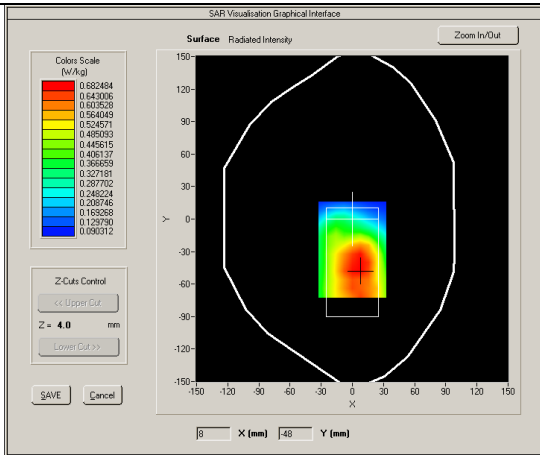 SAR Visualisation Graphical Interface
Surface Radiated Intensity
Zoom In/Out
Colors Scale
(W/kg)
0.682484
0.643006
0.603528
0.564049
0.524571
0.485093
0.445615
0.406137
0.366659
0.327181
0.287702
0.248224
0.208746
0.169268
0.129790
0.090312
Z-Cuts Control
<< Upper Cut
Z = 4.0 mm
Lower Cut >>
SAVE Cancel
150
120
90
60
30
0
-30
-60
-90
-120
-150
Y
-150 -120 -90 -60 -30 0 30 60 90 120 150
X
8 X (mm) -48 Y (mm)